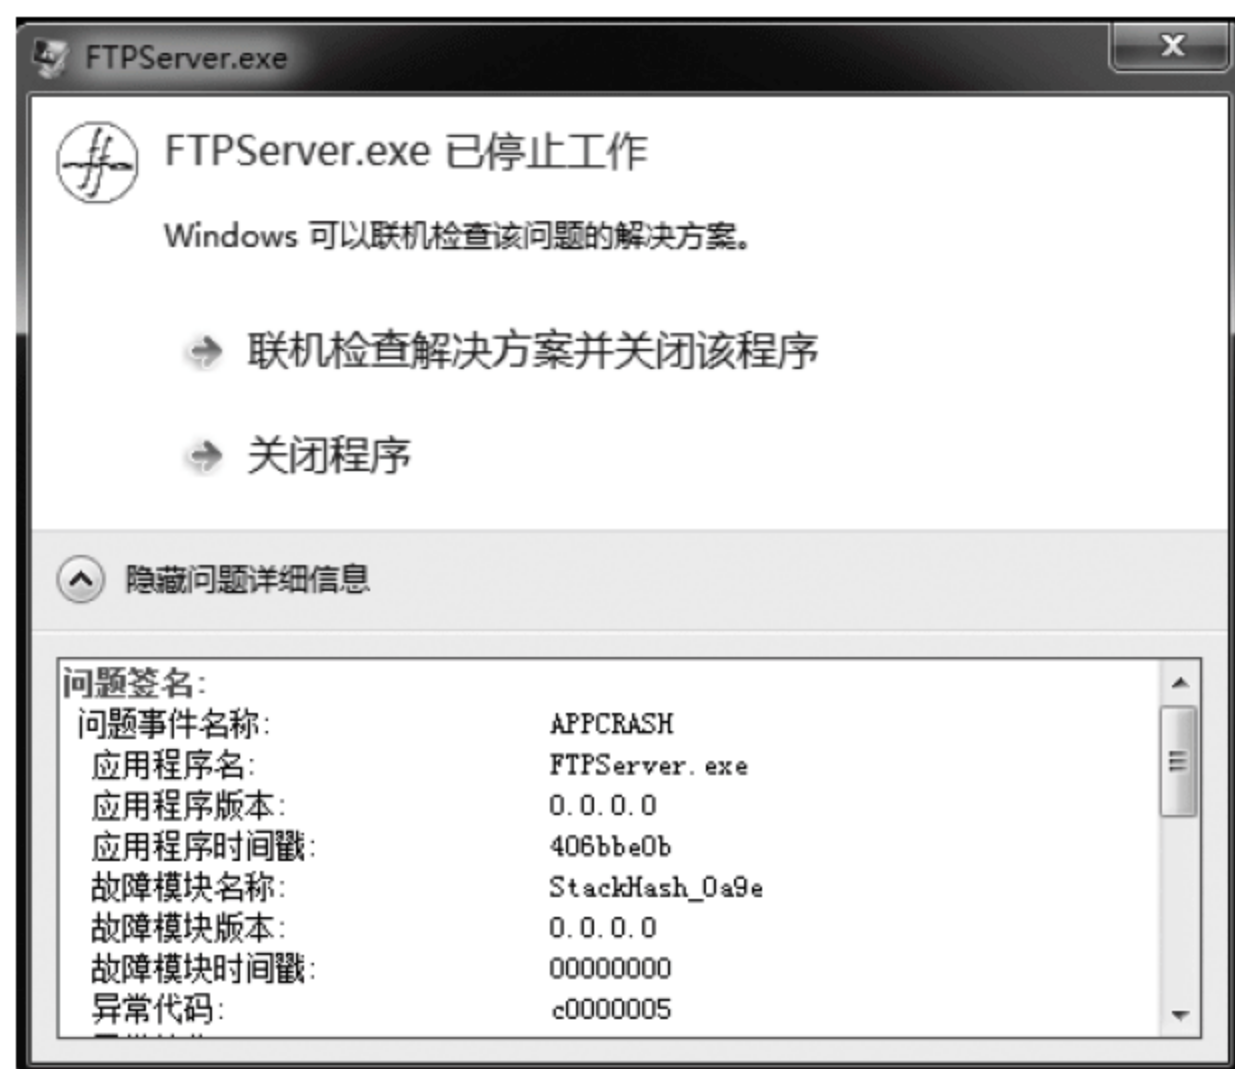 FTPServer.exe
FTPServer.exe 已停止工作
Windows 可以联机检查该问题的解决方案。
联机检查解决方案并关闭该程序
关闭程序
隐藏问题详细信息
问题签名:
问题事件名称: APPCRASH
应用程序名: FTPServer.exe
应用程序版本: 0.0.0.0
应用程序时间戳: 406bbe0b
故障模块名称: StackHash_0a9e
故障模块版本: 0.0.0.0
故障模块时间戳: 00000000
异常代码: c0000005